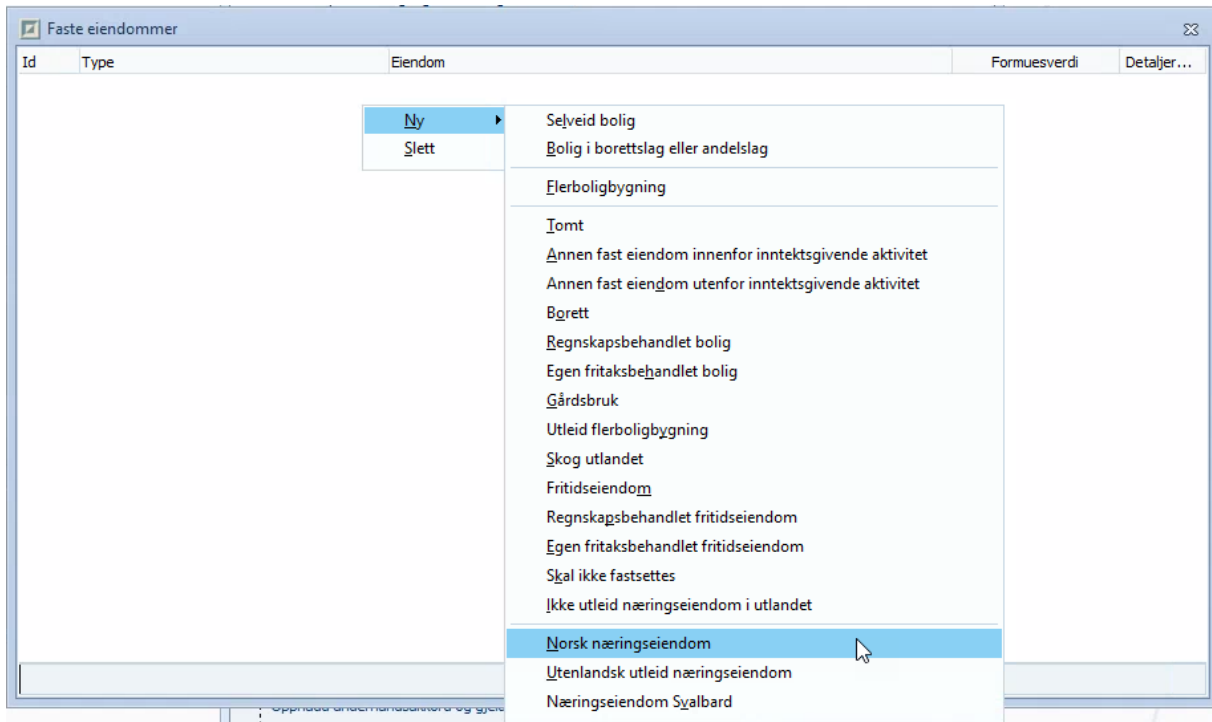 Faste eiendommer
Id Type Eiendom Formuesverdi Detaljer...
Ny
Slett
Selveid bolig
Bolig i borettslag eller andelslag
Flerboligbygning
Tomt
Annen fast eiendom innenfor inntektsgivende aktivitet
Annen fast eiendom utenfor inntektsgivende aktivitet
Borett
Regnskapsbehandlet bolig
Egen fritaksbehandlet bolig
Gårdsbruk
Utleid flerboligbygning
Skog utlandet
Fritidseiendom
Regnskapsbehandlet fritidseiendom
Egen fritaksbehandlet fritidseiendom
Skal ikke fastsettes
Ikke utleid næringseiendom i utlandet
Norsk næringseiendom
Utenlandsk utleid næringseiendom
Næringseiendom Svalbard